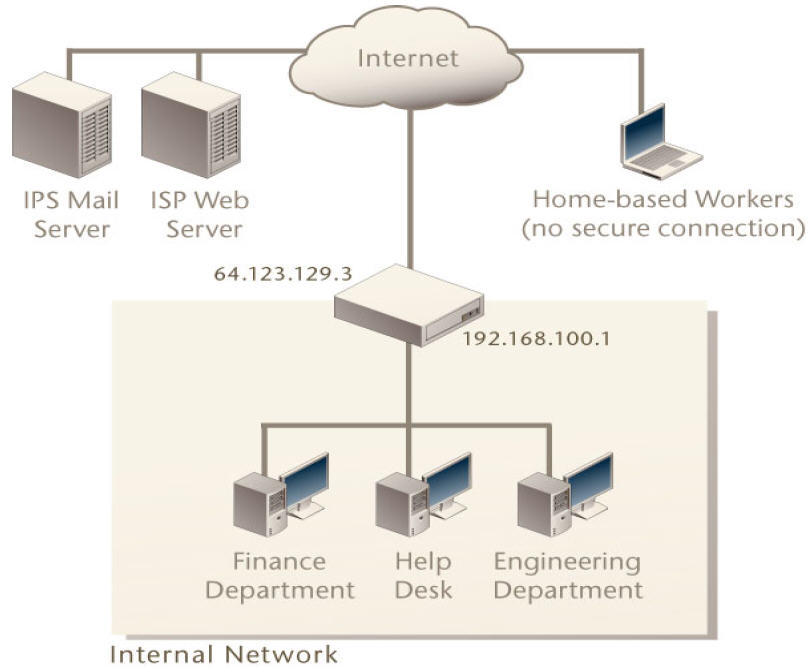 Internet
IPS Mail
Server
ISP Web
Server
Home-based Workers
(no secure connection)
64.123.129.3
192.168.100.1
Finance
Department
Help
Desk
Engineering
Department
Internal Network